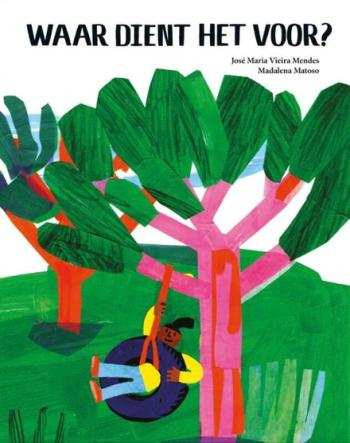 WAAR DIENT HET VOOR?
José Maria Vieira Mendes
Madalena Matoso